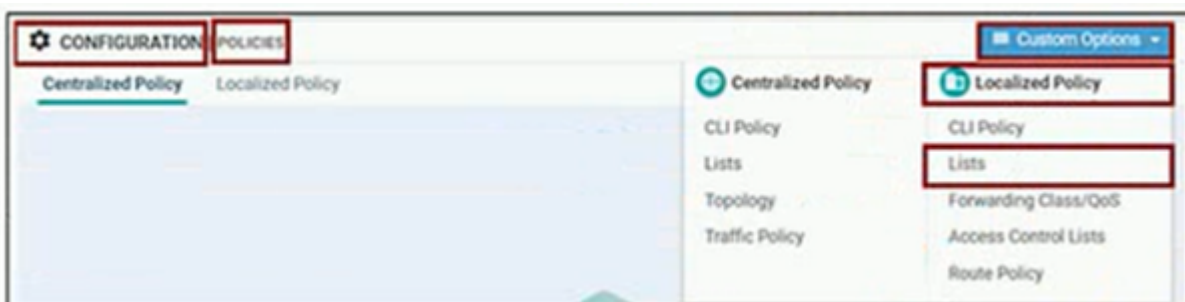 CONFIGURATION POLICIES
Custom Options
Centralized Policy Localized Policy
Centralized Policy
CLI Policy
Lists
Topology
Traffic Policy
Localized Policy
CLI Policy
Lists
Forwarding Class/QoS
Access Control Lists
Route Policy